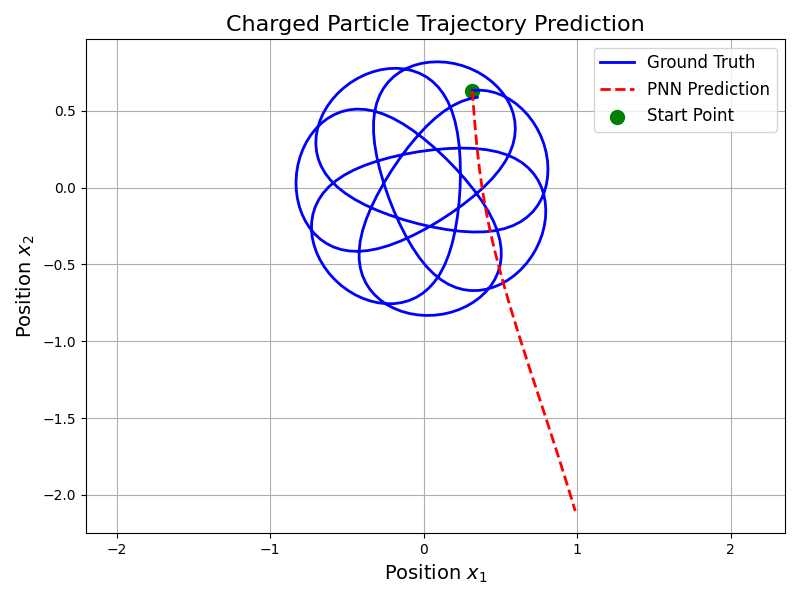 Charged Particle Trajectory Prediction
Ground Truth
PNN Prediction
Start Point
Position x₂
0.5
0.0
−0.5
−1.0
−1.5
−2.0
−2
−1
0
1
2
Position x₁